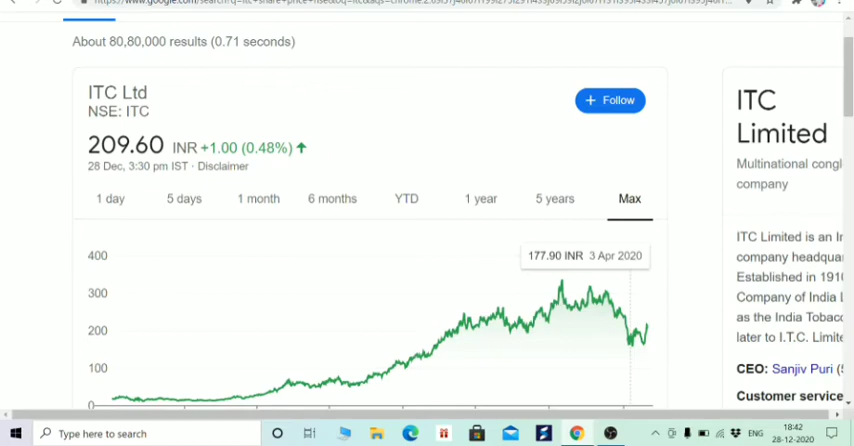 About 80,80,000 results (0.71 seconds)
ITC Ltd
NSE: ITC
+ Follow
209.60 INR +1.00 (0.48%) ↑
28 Dec, 3:30 pm IST · Disclaimer
1 day 5 days 1 month 6 months YTD 1 year 5 years Max
177.90 INR 3 Apr 2020
400
300
200
100
0
ITC
Limited
Multinational congl
company
ITC Limited is an In
company headqua
Established in 191
Company of India
as the India Tobacc
later to I.T.C. Limite
CEO: Sanjiv Puri
Customer service
Type here to search
ENG
18:42
28-12-2020